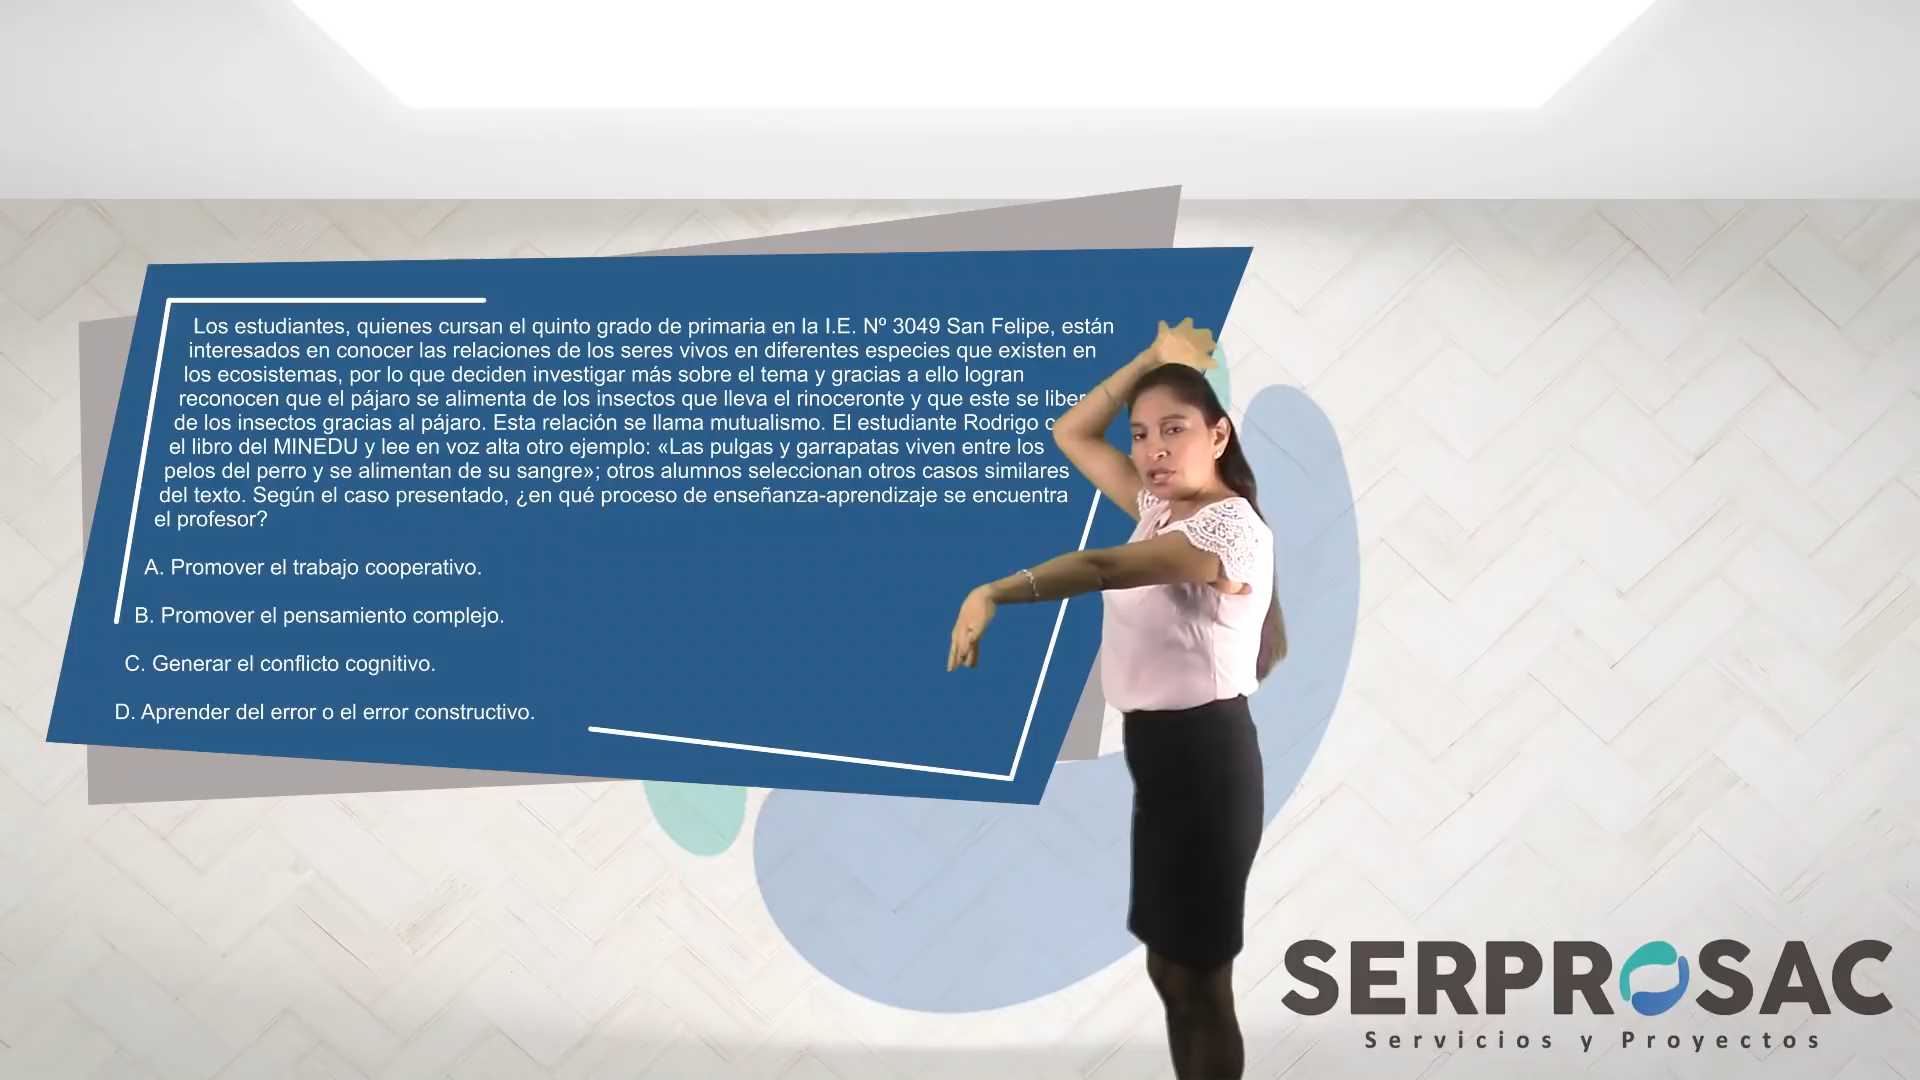 Los estudiantes, quienes cursan el quinto grado de primaria en la I.E. Nº 3049 San Felipe, están
interesados en conocer las relaciones de los seres vivos en diferentes especies que existen en
los ecosistemas, por lo que deciden investigar más sobre el tema y gracias a ello logran
reconocen que el pájaro se alimenta de los insectos que lleva el rinoceronte y que este se
de los insectos gracias al pájaro. Esta relación se llama mutualismo. El estudiante Rodrigo
el libro del MINEDU y lee en voz alta otro ejemplo: «Las pulgas y garrapatas viven entre los
pelos del perro y se alimentan de su sangre»; otros alumnos seleccionan otros casos similares
del texto. Según el caso presentado, ¿en qué proceso de enseñanza-aprendizaje se encuentra
el profesor?
A. Promover el trabajo cooperativo.
B. Promover el pensamiento complejo.
C. Generar el conflicto cognitivo.
D. Aprender del error o el error constructivo.
SERPROSAC
Servicios y Proyectos